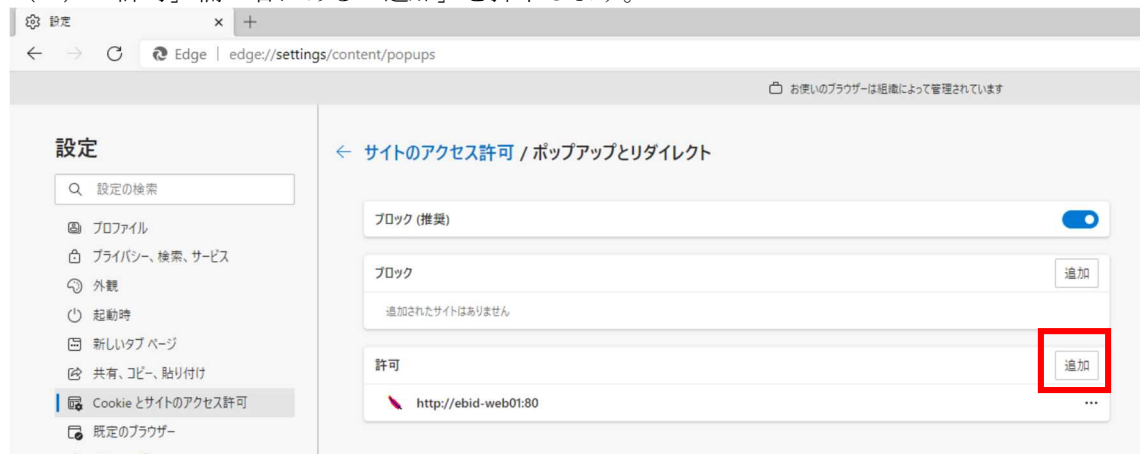 設定
Edge | edge://settings/content/popups
お使いのブラウザーは組織によって管理されています
設定
設定の検索
プロファイル
プライバシー、検索、サービス
外観
起動時
新しいタブ ページ
共有、コピー、貼り付け
Cookie とサイトのアクセス許可
既定のブラウザー
サイトのアクセス許可 / ポップアップとリダイレクト
ブロック (推奨)
ブロック
追加
追加されたサイトはありません
許可
追加
http://ebid-web01:80